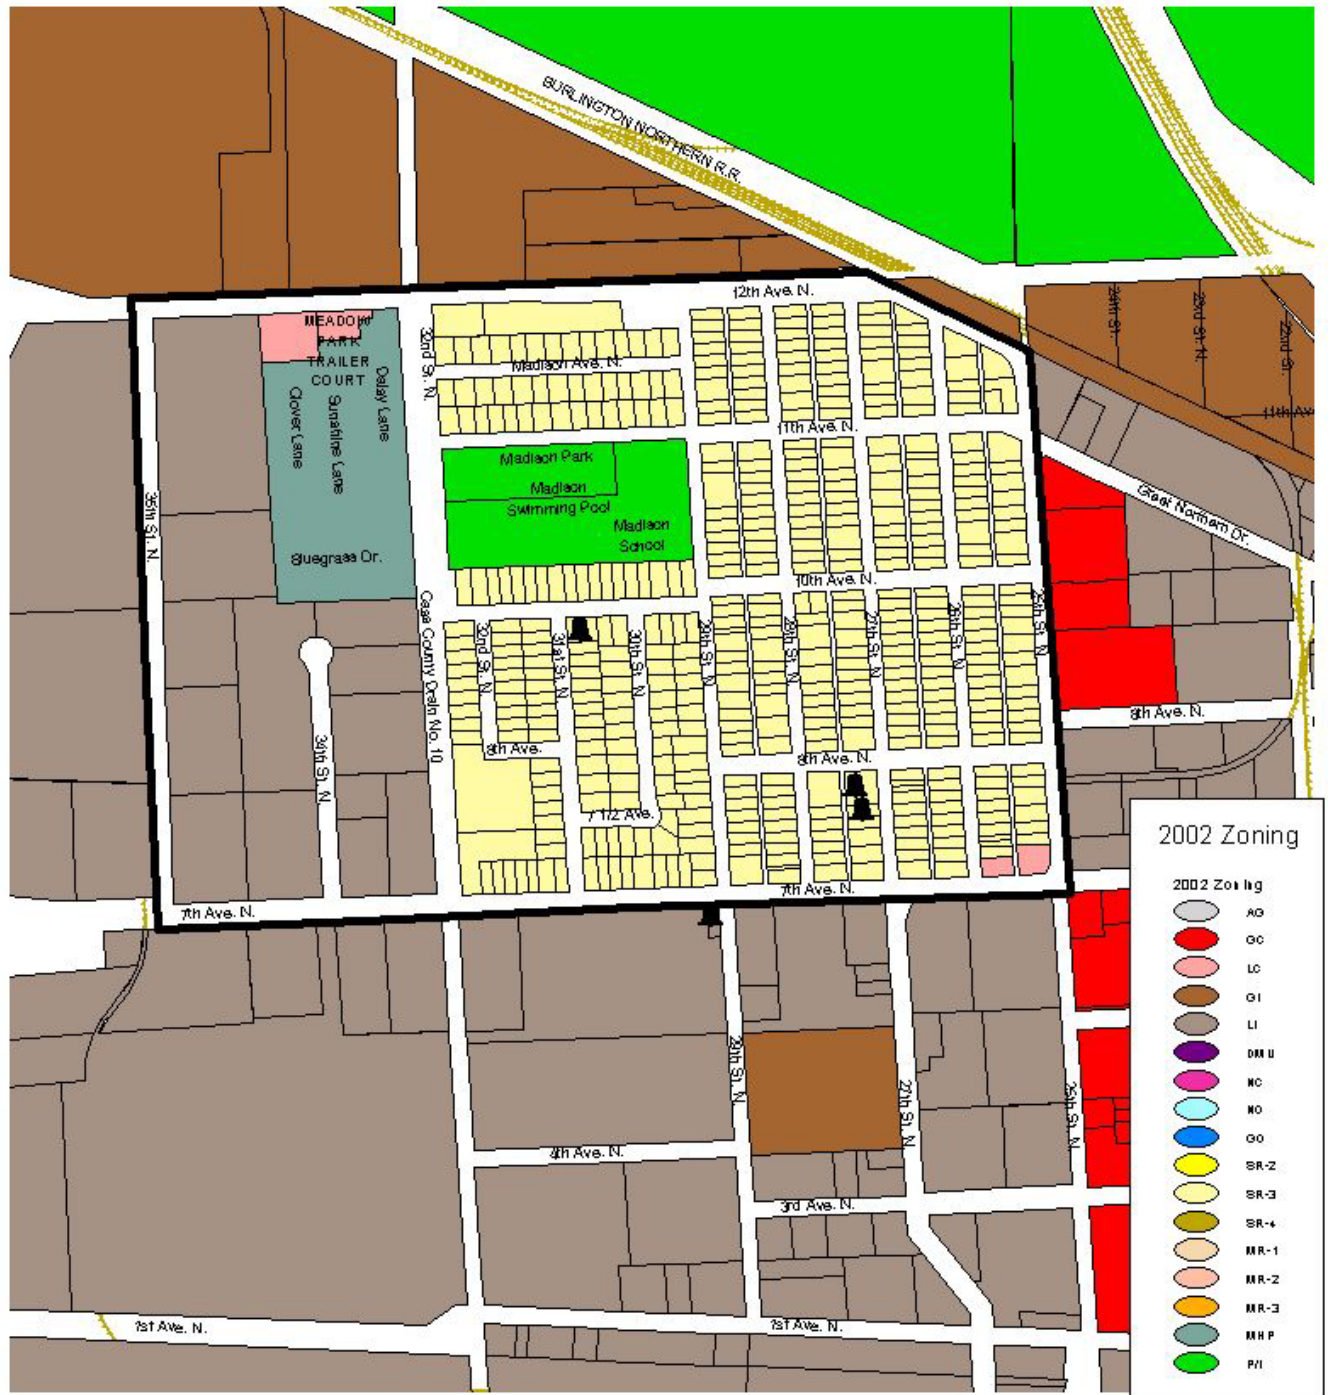 BURLINGTON NORTHERN R.R.
12th Ave. N.
24th St.
23rd St. N.
22nd St.
MEADOW
PARK
TRAILER
COURT
32nd St. N.
Madison Ave. N.
Daisy Lane
Clover Lane
Sunshine Lane
11th Ave. N.
11th Av
Madison Park
Madison
Swimming Pool
Madison
School
35th St. N.
Great Northern Dr.
Bluegrass Dr.
10th Ave. N.
Cass County Drain No. 10
32nd St. N
31st St. N
30th St. N
29th St. N
26th St. N
25th St. N
34th St. N
8th Ave.
8th Ave. N.
8th Ave. N.
7 1/2 Ave.
7th Ave. N.
7th Ave. N.
29th St. N
27th St. N
25th St. N
4th Ave. N.
3rd Ave. N.
1st Ave. N.
1st Ave. N.
2002 Zoning
2002 Zoning
AG
GC
LC
GI
LI
DMU
NC
NO
GO
SR-2
SR-3
SR-4
MR-1
MR-2
MR-3
MHP
P/I